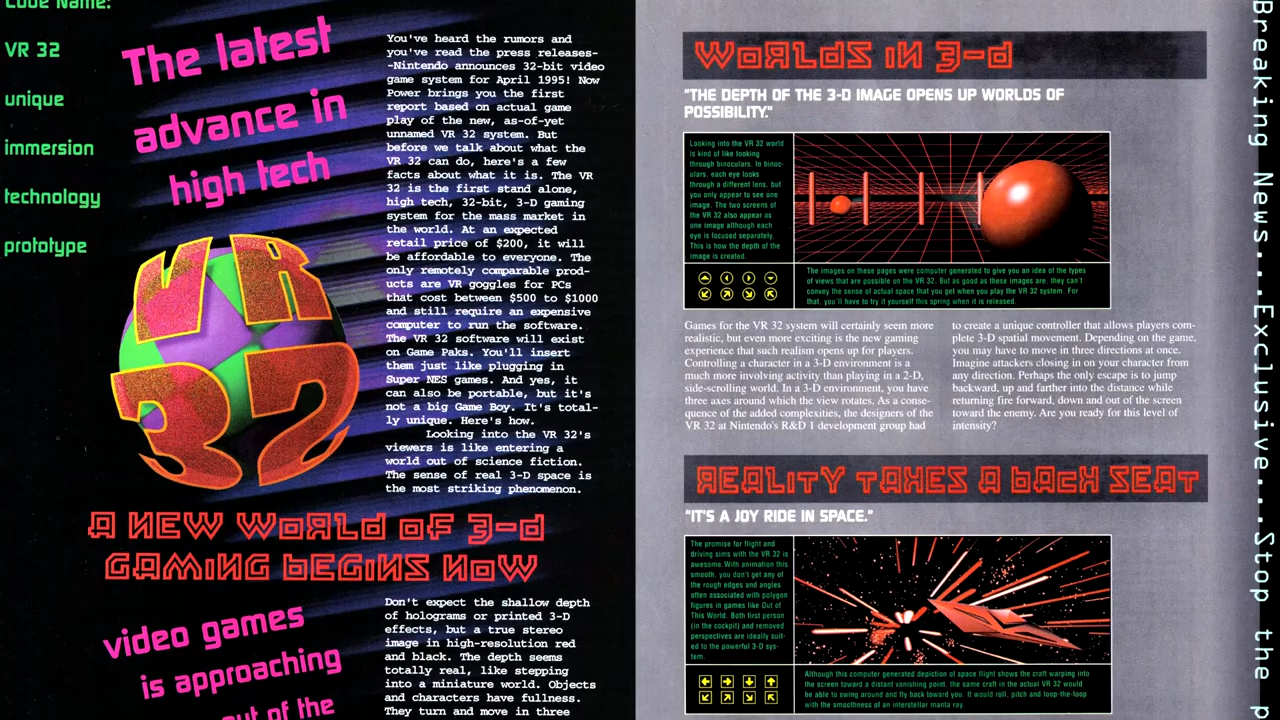 Code Name:
VR 32
unique
immersion
technology
prototype
The latest
advance in
high tech
VR
32
A NEW WORLD OF 3-D
GAMING BEGINS NOW
video games
is approaching
out of the
You've heard the rumors and
you've read the press releases-
-Nintendo announces 32-bit video
game system for April 1995! Now
Power brings you the first
report based on actual game
play of the new, as-of-yet
unnamed VR 32 system. But
before we talk about what the
VR 32 can do, here's a few
facts about what it is. The VR
32 is the first stand alone,
high tech, 32-bit, 3-D gaming
system for the mass market in
the world. At an expected
retail price of $200, it will
be affordable to everyone. The
only remotely comparable prod-
ucts are VR goggles for PCs
that cost between $500 to $1000
and still require an expensive
computer to run the software.
The VR 32 software will exist
on Game Paks. You'll insert
them just like plugging in
Super NES games. And yes, it
can also be portable, but it's
not a big Game Boy. It's total-
ly unique. Here's how.
Looking into the VR 32's
viewers is like entering a
world out of science fiction.
The sense of real 3-D space is
the most striking phenomenon.
Don't expect the shallow depth
of holograms or printed 3-D
effects, but a true stereo
image in high-resolution red
and black. The depth seems
totally real, like stepping
into a miniature world. Objects
and characters have fullness.
They turn and move in three
WORLDS IN 3-D
"THE DEPTH OF THE 3-D IMAGE OPENS UP WORLDS OF
POSSIBILITY."
Looking into the VR 32 world
is kind of like looking
through binoculars. In binoc-
ulars, each eye looks
through a different lens, but
you only appear to see one
image. The two screens of
the VR 32 also appear as
one image although each
eye is focused separately.
This is how the depth of the
image is created.
The images on these pages were computer generated to give you an idea of the types
of views that are possible on the VR 32. But as good as these images are, they can't
convey the sense of actual space that you get when you play the VR 32 system. For
that, you'll have to try it yourself this spring when it is released.
Games for the VR 32 system will certainly seem more
realistic, but even more exciting is the new gaming
experience that such realism opens up for players.
Controlling a character in a 3-D environment is a
much more involving activity than playing in a 2-D,
side-scrolling world. In a 3-D environment, you have
three axes around which the view rotates. As a conse-
quence of the added complexities, the designers of the
VR 32 at Nintendo's R&D 1 development group had
to create a unique controller that allows players com-
plete 3-D spatial movement. Depending on the game,
you may have to move in three directions at once.
Imagine attackers closing in on your character from
any direction. Perhaps the only escape is to jump
backward, up and farther into the distance while
returning fire forward, down and out of the screen
toward the enemy. Are you ready for this level of
intensity?
REALITY TAKES A BACK SEAT
"IT'S A JOY RIDE IN SPACE."
The promise for flight and
driving sims with the VR 32 is
awesome. With animation this
smooth, you don't get any of
the rough edges and angles
often associated with polygon
figures in games like Out of
This World. Both first person
(in the cockpit) and removed
perspectives are ideally suit-
ed to the powerful 3-D sys-
tem.
Although this computer generated depiction of space flight shows the craft warping into
the screen toward a distant vanishing point, the same craft in the actual VR 32 would
be able to swing around and fly back toward you. It would roll, pitch and loop-the-loop
with the smoothness of an interstellar manta ray.
Breaking News...Exclusive...Stop the p